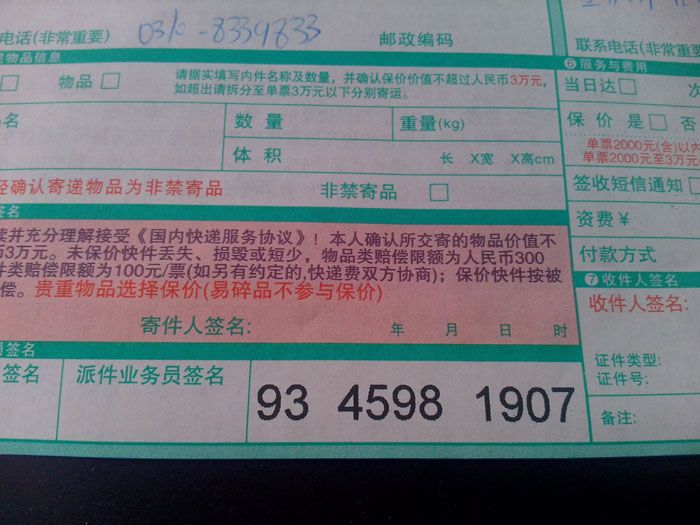 电话(非常重要) 0310-8339833 邮政编码
联系电话(非常重要
物品信息
❻ 服务与费用
物品 □ 请据实填写内件名称及数量，并确认保价价值不超过人民币3万元，
如超出请拆分至单票3万元以下分别寄运。
当日达 □ 次
名 数量 重量(kg)
保价 是 □ 否
单票2000元(含)以内
单票2000元至3万元
体积 长 X宽 X高cm
确认寄递物品为非禁寄品 非禁寄品 □
签收短信通知 □
签名
资费 ¥
读并充分理解接受《国内快递服务协议》！本人确认所交寄的物品价值不
3万元。未保价快件丢失、损毁或短少，物品类赔偿限额为人民币300
件类赔偿限额为100元/票(如另有约定的,快递费双方协商)；保价快件按被
偿。贵重物品选择保价(易碎品不参与保价)
付款方式
❼ 收件人签名
收件人签名:
寄件人签名: 年 月 日 时
员签名
签名 派件业务员签名 93 4598 1907
证件类型:
证件号:
备注: